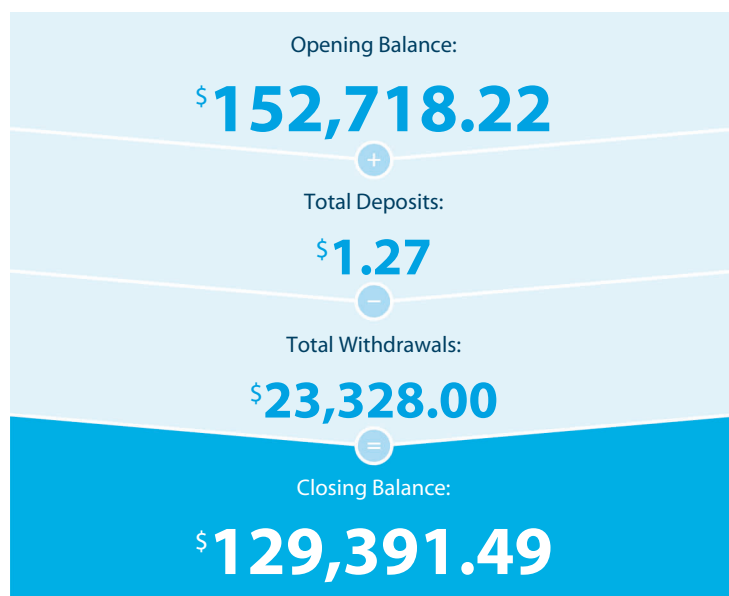 Opening Balance:
$152,718.22
+
Total Deposits:
$1.27
−
Total Withdrawals:
$23,328.00
=
Closing Balance:
$129,391.49